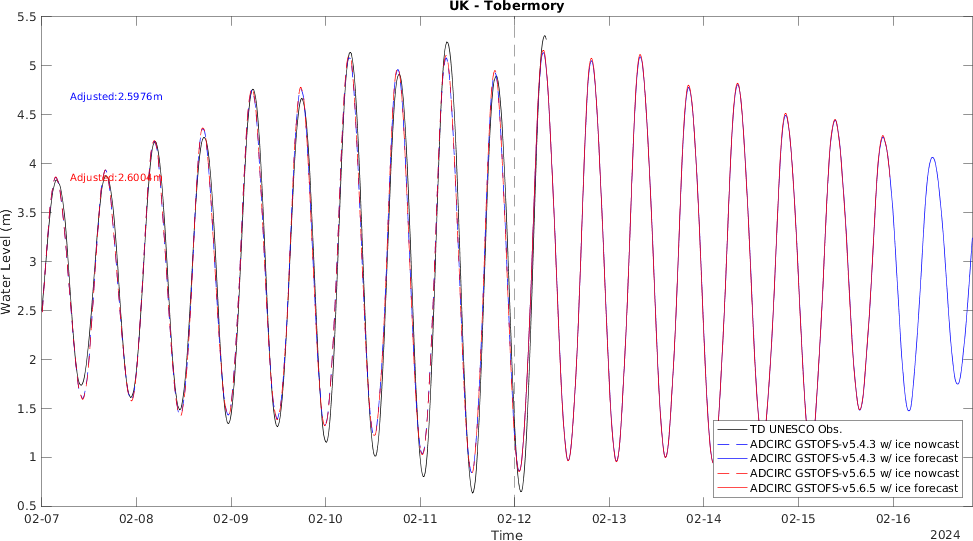 UK - Tobermory
5.5
5
4.5
4
3.5
3
2.5
2
1.5
1
0.5
Water Level (m)
Adjusted:2.5976m
Adjusted:2.6004m
TD UNESCO Obs.
ADCIRC GSTOFS-v5.4.3 w/ ice nowcast
ADCIRC GSTOFS-v5.4.3 w/ ice forecast
ADCIRC GSTOFS-v5.6.5 w/ ice nowcast
ADCIRC GSTOFS-v5.6.5 w/ ice forecast
02-07 02-08 02-09 02-10 02-11 02-12 02-13 02-14 02-15 02-16
Time
2024